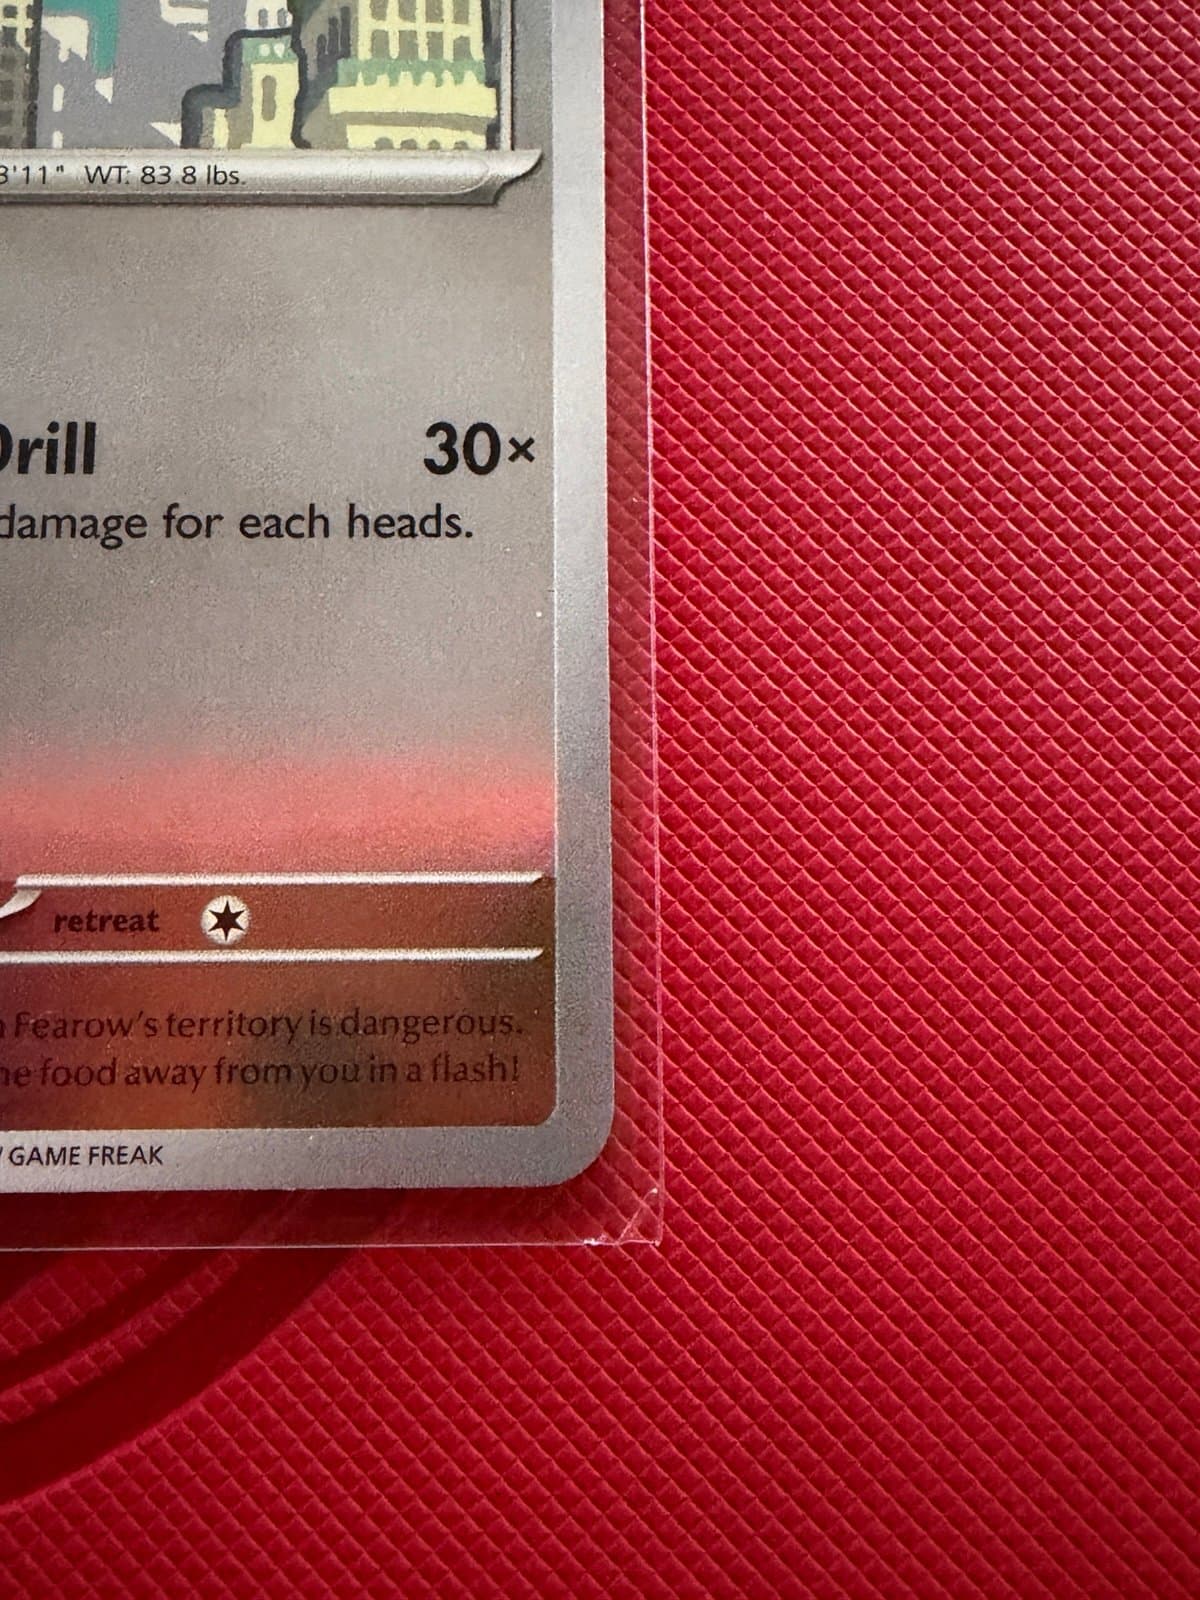 3'11" WT: 83.8 lbs.
Drill 30×
damage for each heads.
retreat
Fearow's territory is dangerous.
food away from you in a flash!
/ GAME FREAK